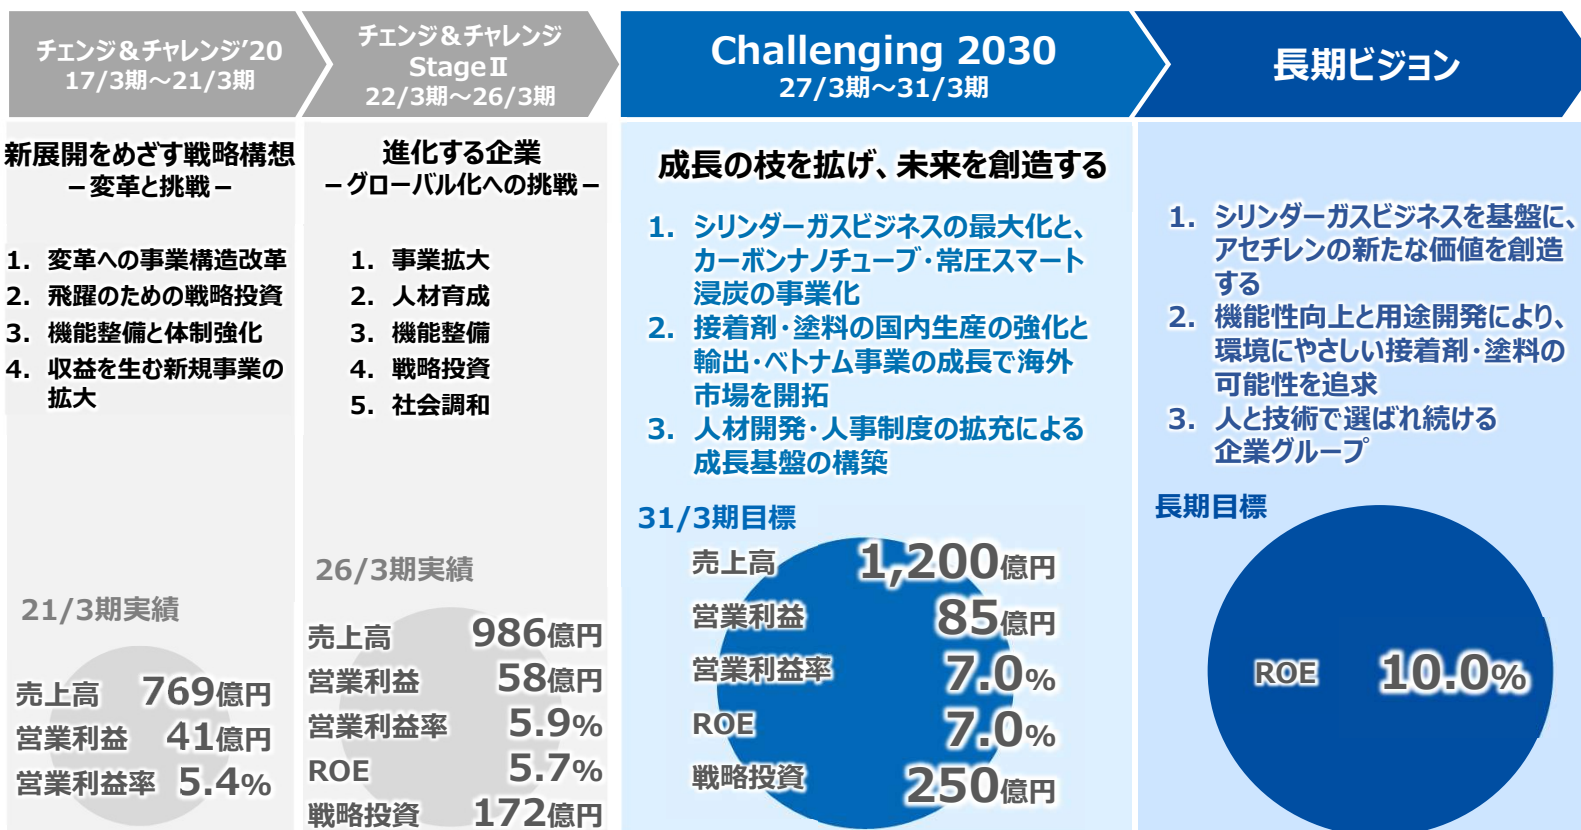 チェンジ&チャレンジ'20
17/3期～21/3期
新展開をめざす戦略構想
－変革と挑戦－
1. 変革への事業構造改革
2. 飛躍のための戦略投資
3. 機能整備と体制強化
4. 収益を生む新規事業の
拡大
21/3期実績
売上高 769億円
営業利益 41億円
営業利益率 5.4%
チェンジ&チャレンジ
StageⅡ
22/3期～26/3期
進化する企業
－グローバル化への挑戦－
1. 事業拡大
2. 人材育成
3. 機能整備
4. 戦略投資
5. 社会調和
26/3期実績
売上高 986億円
営業利益 58億円
営業利益率 5.9%
ROE 5.7%
戦略投資 172億円
Challenging 2030
27/3期～31/3期
成長の枝を拡げ、未来を創造する
1. シリンダーガスビジネスの最大化と、
カーボンナノチューブ・常圧スマート
浸炭の事業化
2. 接着剤・塗料の国内生産の強化と
輸出・ベトナム事業の成長で海外
市場を開拓
3. 人材開発・人事制度の拡充による
成長基盤の構築
31/3期目標
売上高 1,200億円
営業利益 85億円
営業利益率 7.0%
ROE 7.0%
戦略投資 250億円
長期ビジョン
1. シリンダーガスビジネスを基盤に、
アセチレンの新たな価値を創造
する
2. 機能性向上と用途開発により、
環境にやさしい接着剤・塗料の
可能性を追求
3. 人と技術で選ばれ続ける
企業グループ
長期目標
ROE 10.0%